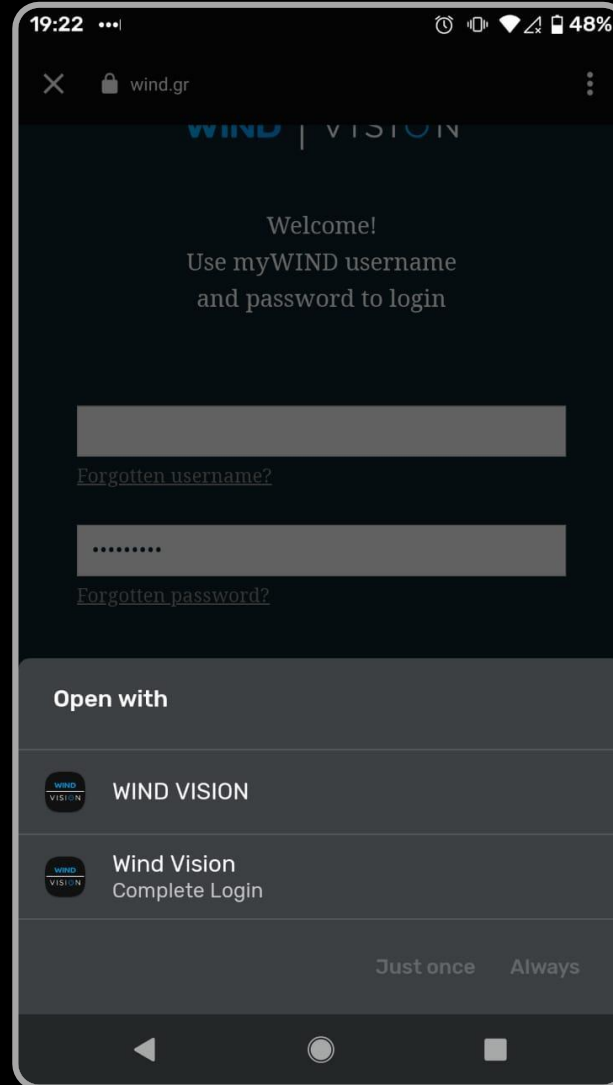 19:22
48%
wind.gr
WIND | VISION
Welcome!
Use myWIND username
and password to login
Forgotten username?
•••••••••
Forgotten password?
Open with
WIND VISION
WIND VISION
WIND VISION
Wind Vision
Complete Login
Just once Always